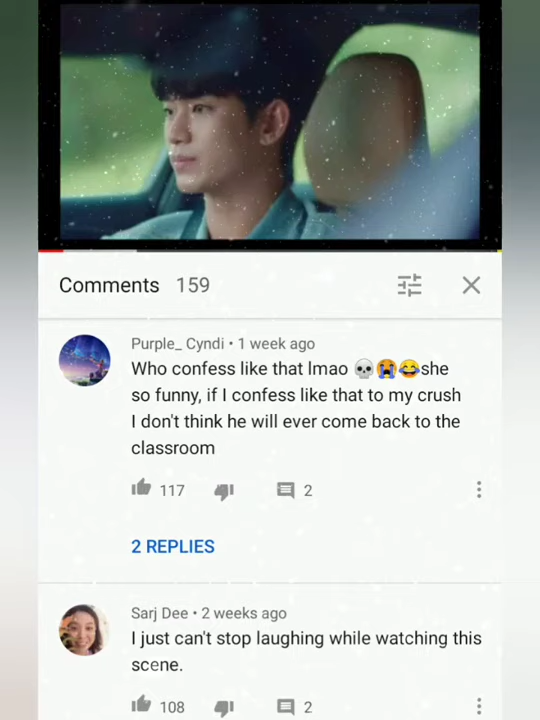 Comments 159
Purple_ Cyndi • 1 week ago
Who confess like that lmao 💀😭😂she
so funny, if I confess like that to my crush
I don't think he will ever come back to the
classroom
117 2
2 REPLIES
Sarj Dee • 2 weeks ago
I just can't stop laughing while watching this
scene.
108 2